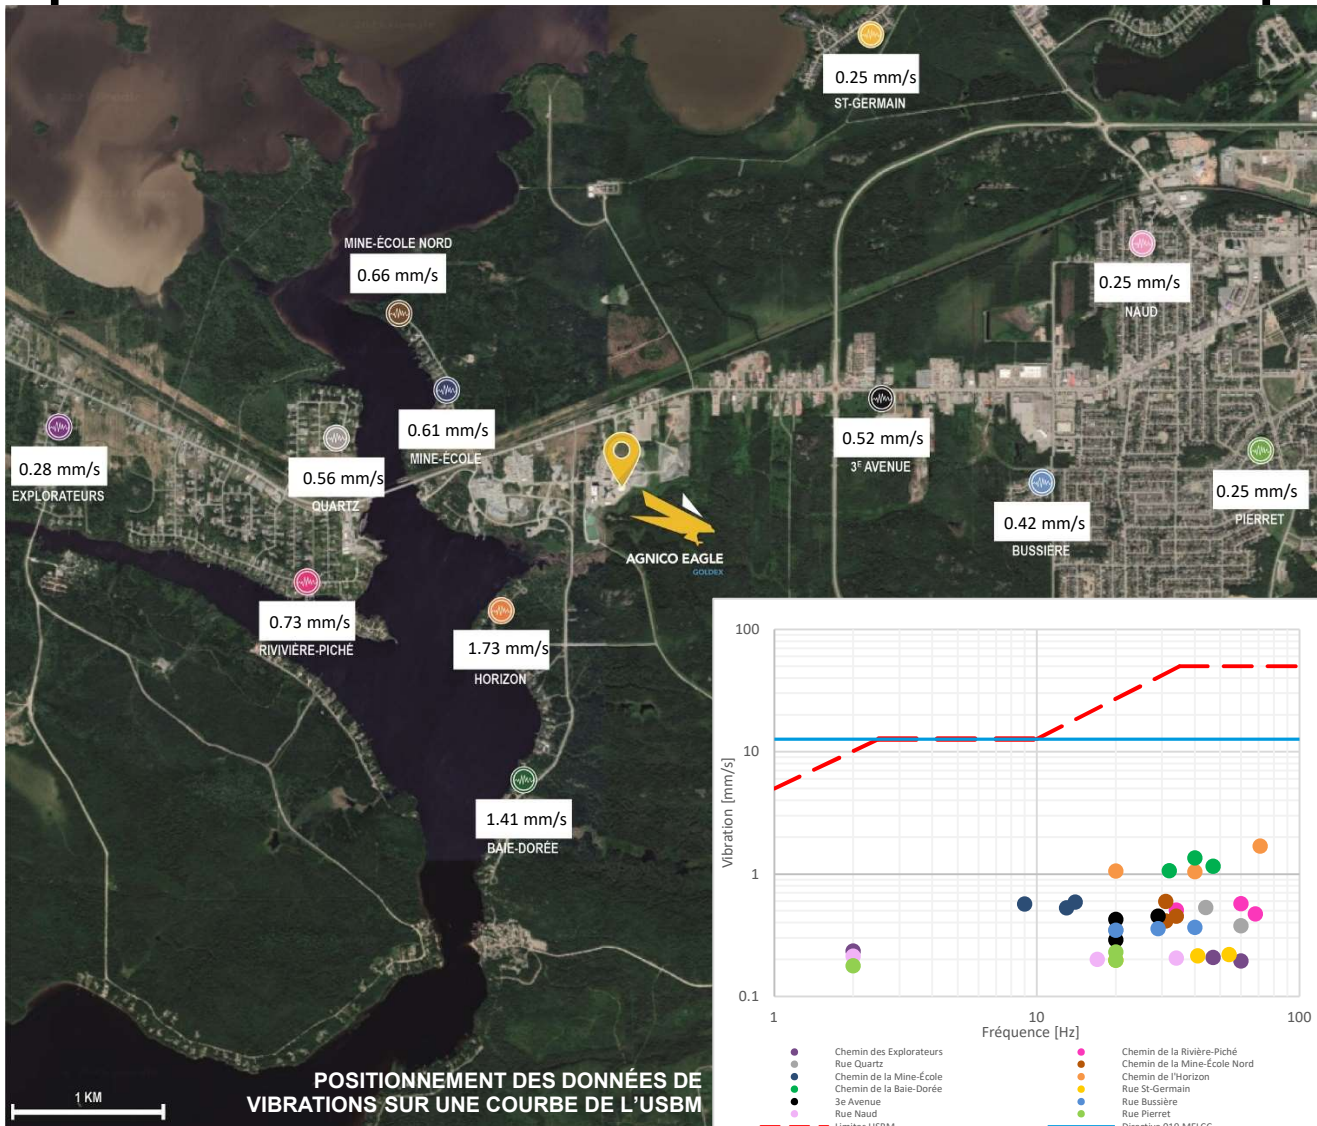 0.25 mm/s
ST-GERMAIN
MINE-ÉCOLE NORD
0.66 mm/s
0.25 mm/s
NAUD
0.61 mm/s
MINE-ÉCOLE
0.52 mm/s
3E AVENUE
0.28 mm/s
EXPLORATEURS
0.56 mm/s
QUARTZ
0.25 mm/s
PIERRET
0.42 mm/s
BUSSIÈRE
AGNICO EAGLE
GOLDEX
0.73 mm/s
RIVIVIÈRE-PICHÉ
1.73 mm/s
HORIZON
1.41 mm/s
BAIE-DORÉE
POSITIONNEMENT DES DONNÉES DE
VIBRATIONS SUR UNE COURBE DE L'USBM
1 KM
100
10
1
0.1
Vibration [mm/s]
1 10 100
Fréquence [Hz]
Chemin des Explorateurs
Chemin de la Rivière-Piché
Rue Quartz
Chemin de la Mine-École Nord
Chemin de la Mine-École
Chemin de l'Horizon
Chemin de la Baie-Dorée
Rue St-Germain
3e Avenue
Rue Bussière
Rue Naud
Rue Pierret
Limites USBM
Directive 019 MELCC